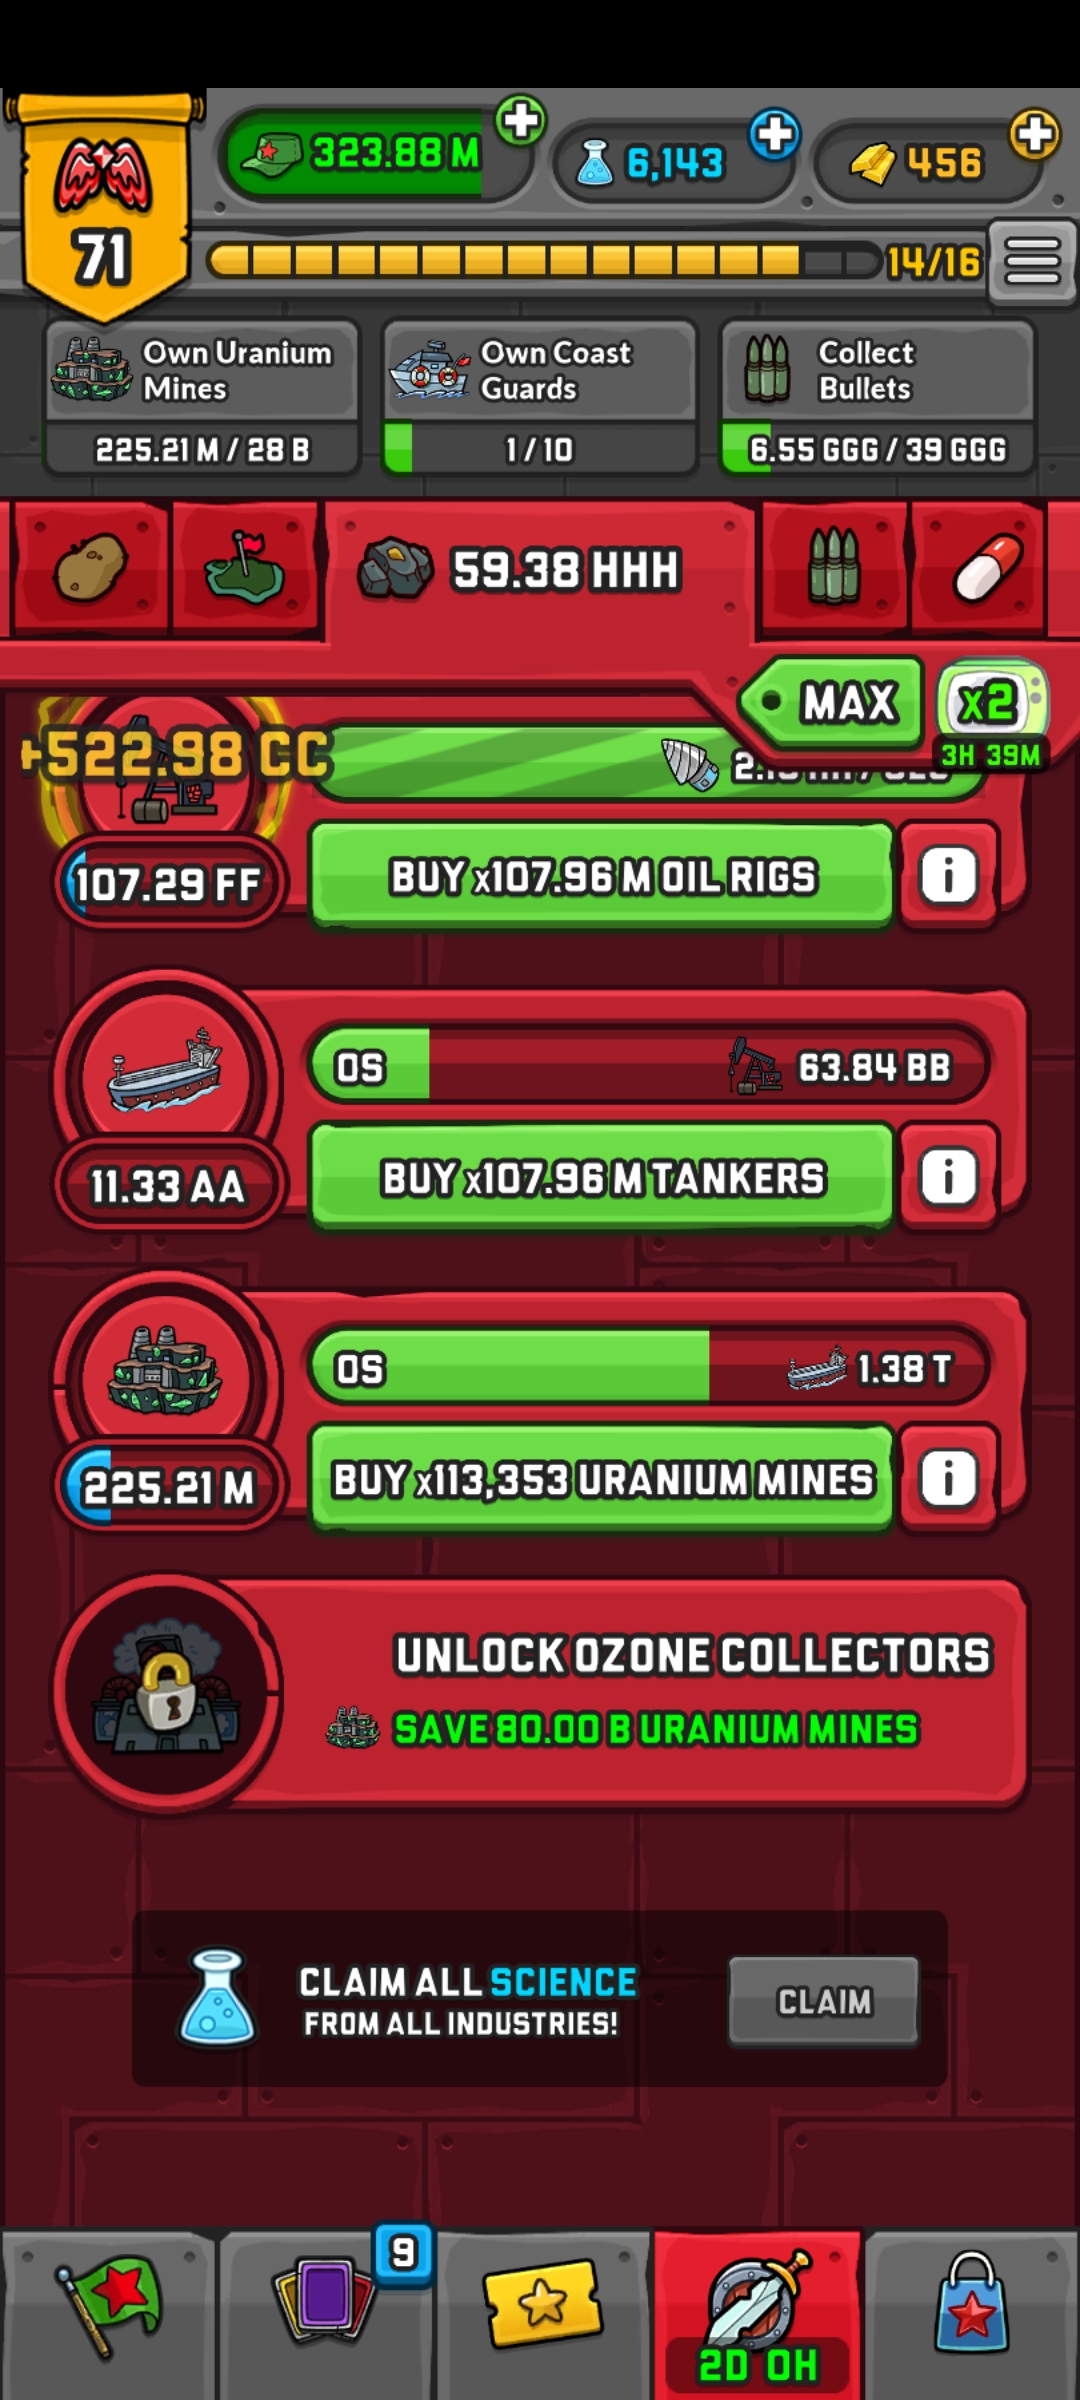 323.88 M
6,143
456
71
14/16
Own Uranium
Mines
225.21 M / 28 B
Own Coast
Guards
1 / 10
Collect
Bullets
6.55 GGG / 39 GGG
59.38 HHH
MAX
x2
3H 39M
+522.98 CC
107.29 FF
BUY x107.96 M OIL RIGS
i
0S
63.84 BB
11.33 AA
BUY x107.96 M TANKERS
i
0S
1.38 T
225.21 M
BUY x113,353 URANIUM MINES
i
UNLOCK OZONE COLLECTORS
SAVE 80.00 B URANIUM MINES
CLAIM ALL SCIENCE
FROM ALL INDUSTRIES!
CLAIM
9
2D 0H